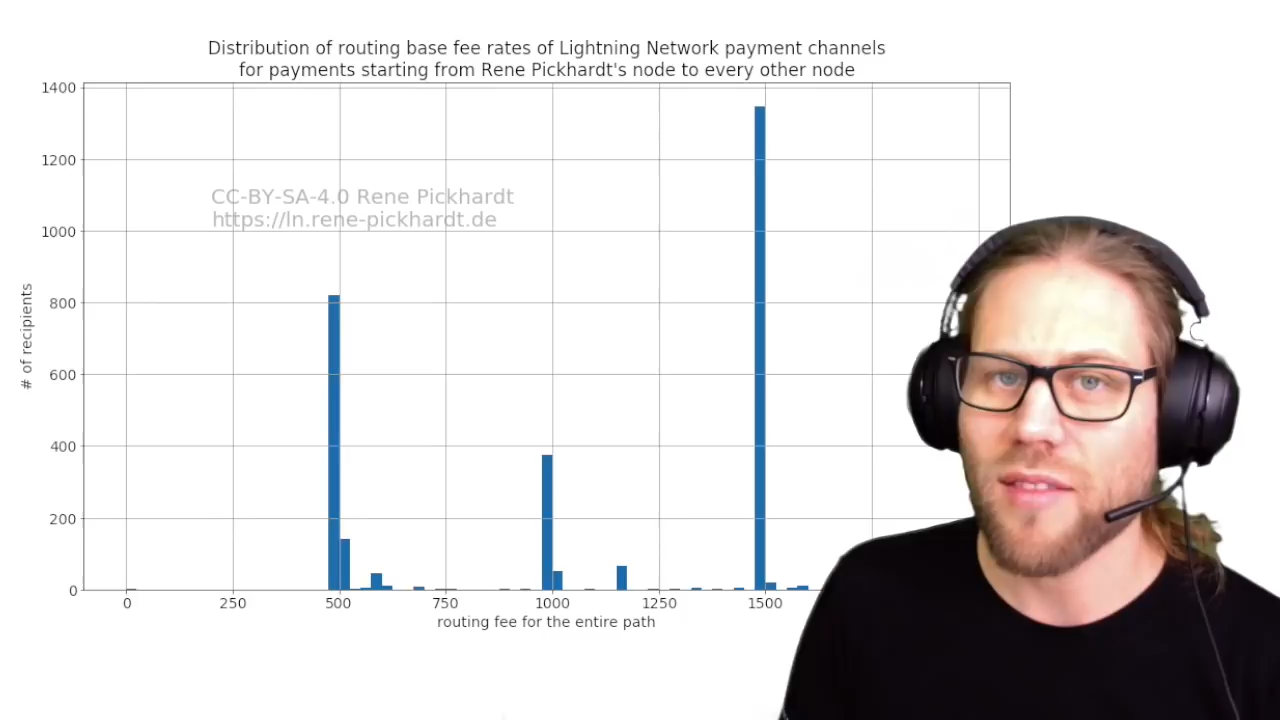 Distribution of routing base fee rates of Lightning Network payment channels
for payments starting from Rene Pickhardt's node to every other node
1400
1200
1000
800
600
400
200
0
# of recipients
CC-BY-SA-4.0 Rene Pickhardt
https://ln.rene-pickhardt.de
0 250 500 750 1000 1250 1500
routing fee for the entire path